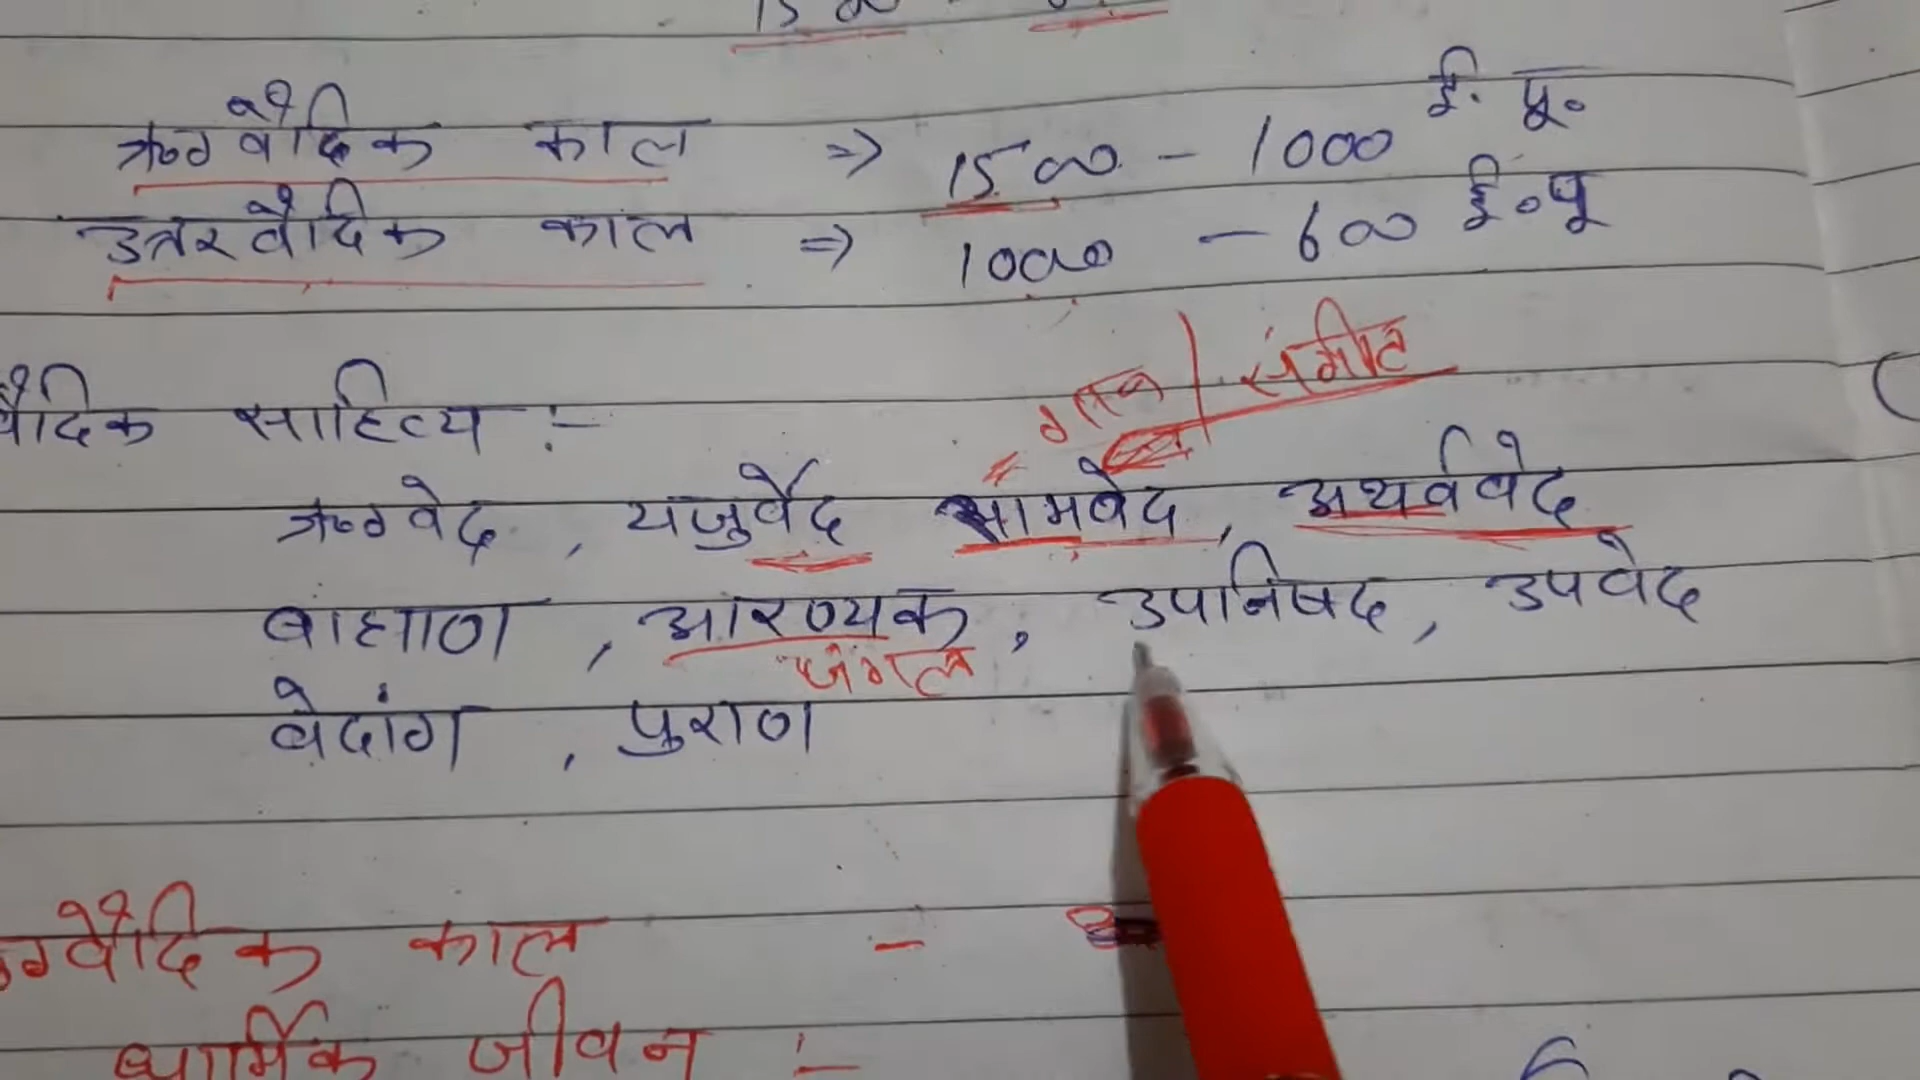 ऋग्वैदिक काल ⇒ 1500 - 1000 ई. पू.
उत्तरवैदिक काल ⇒ 1000 - 600 ई.पू
वैदिक साहित्य :-
संगीत
ऋग्वेद , यजुर्वेद सामवेद , अथर्ववेद
ब्राह्मण , आरण्यक , उपनिषद , उपवेद
जंगल
वेदांग , पुराण
ऋग्वैदिक काल -
धार्मिक जीवन :-